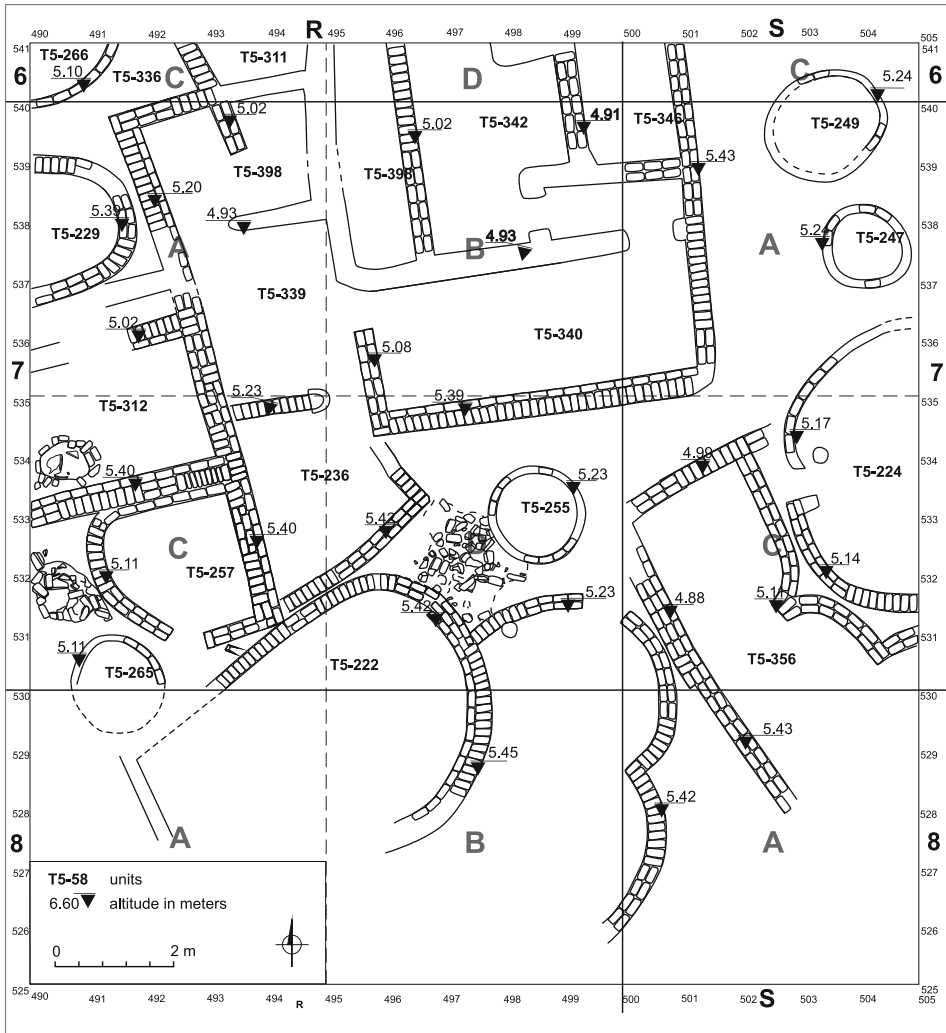 490 491 492 493 494 495 R 496 497 498 499 500 501 S 502 503 504 505
541 541
T5-266 T5-311
6 5.10 T5-336 C D C 5.24 6
540 5.02 5.02 T5-342 4.91 T5-346 T5-249 540
539 T5-398 T5-398 5.43 539
5.20
5.39 4.93
538 T5-229 A 4.93 B A 5.24 T5-247 538
537 T5-339 537
536 5.02 T5-340 536
5.08
7 7
535 T5-312 5.23 5.39 535
5.17
534 5.40 T5-236 4.99 T5-224 534
5.23
533 T5-255 533
5.40 5.42
532 5.11 C T5-257 C 5.14 532
5.42 5.23 4.88 5.11
531 5.11 T5-222 T5-356 531
T5-265
530 530
529 5.45 5.43 529
528 5.42 528
8 A B A 8
527 527
T5-58 units
6.60 altitude in meters
526 526
0 2 m
525 525
490 491 492 493 494 495 496 497 498 499 500 501 502 S 503 504 505
R